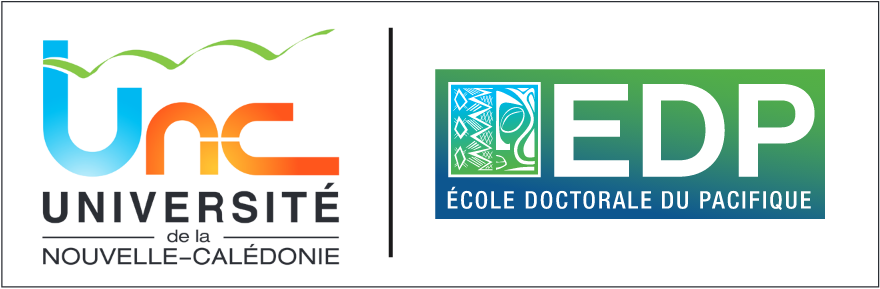 Unc
UNIVERSITÉ
de la
NOUVELLE-CALÉDONIE
EDP
ÉCOLE DOCTORALE DU PACIFIQUE